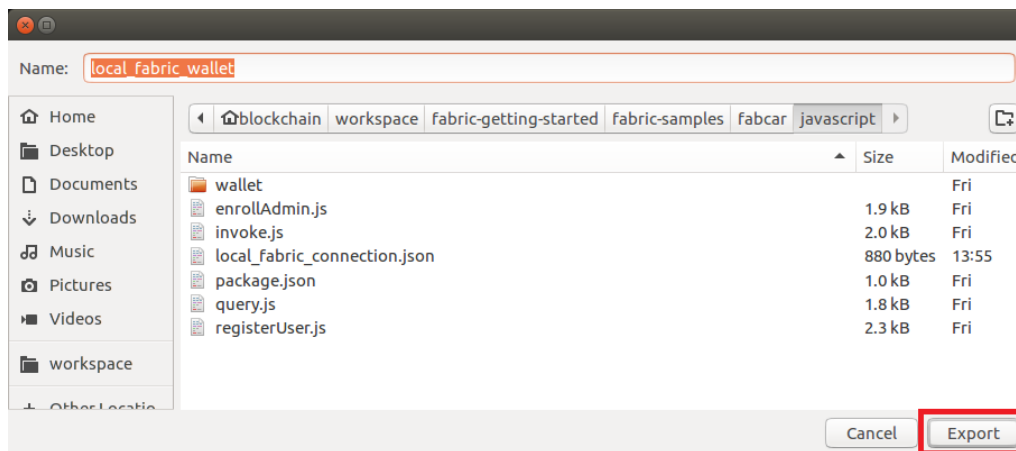 Name: local_fabric_wallet
Home
Desktop
Documents
Downloads
Music
Pictures
Videos
workspace
+ Other Locatio
blockchain workspace fabric-getting-started fabric-samples fabcar javascript
Name Size Modified
wallet Fri
enrollAdmin.js 1.9 kB Fri
invoke.js 2.0 kB Fri
local_fabric_connection.json 880 bytes 13:55
package.json 1.0 kB Fri
query.js 1.8 kB Fri
registerUser.js 2.3 kB Fri
Cancel Export